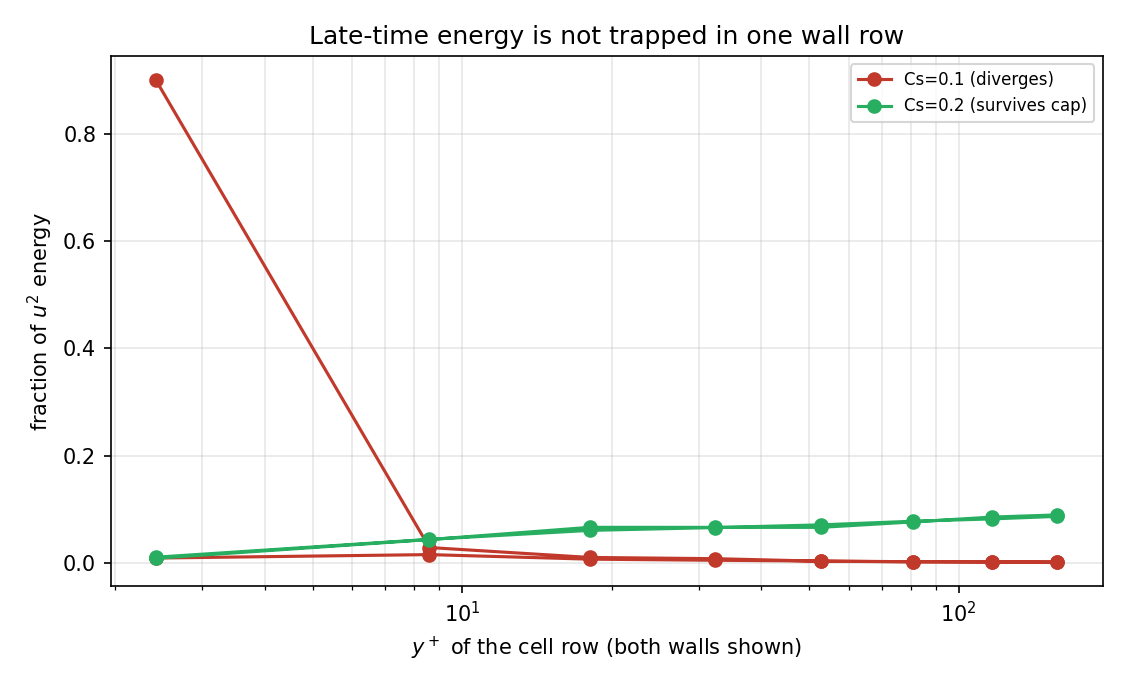 Late-time energy is not trapped in one wall row
Cs=0.1 (diverges)
Cs=0.2 (survives cap)
fraction of u² energy
0.8
0.6
0.4
0.2
0.0
10¹
10²
y⁺ of the cell row (both walls shown)